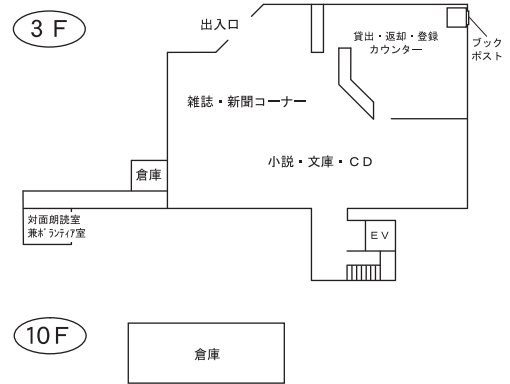 3F
出入口
貸出・返却・登録
カウンター
ブック
ポスト
雑誌・新聞コーナー
小説・文庫・CD
倉庫
対面朗読室
兼ボランティア室
EV
10F
倉庫